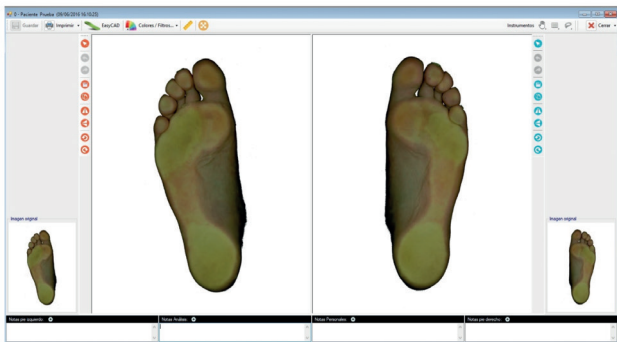 0 - Paciente Prueba (09/06/2016 16:10:23)
Guardar Imprimir EasyCAD Colores / Filtros... Instrumentos Cerrar
Imagen original Imagen original
Notas pie izquierdo Notas Análisis Notas Personales Notas pie derecho